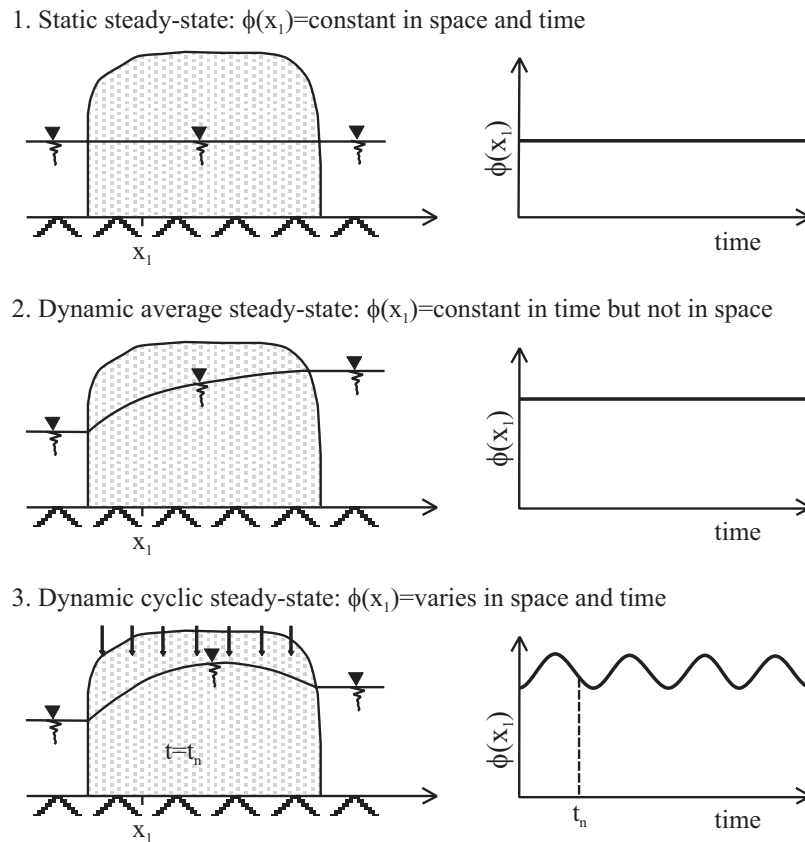 1. Static steady-state: ϕ(x₁)=constant in space and time
ϕ(x₁)
time
x₁
2. Dynamic average steady-state: ϕ(x₁)=constant in time but not in space
ϕ(x₁)
time
x₁
3. Dynamic cyclic steady-state: ϕ(x₁)=varies in space and time
ϕ(x₁)
t=tₙ
tₙ
time
x₁